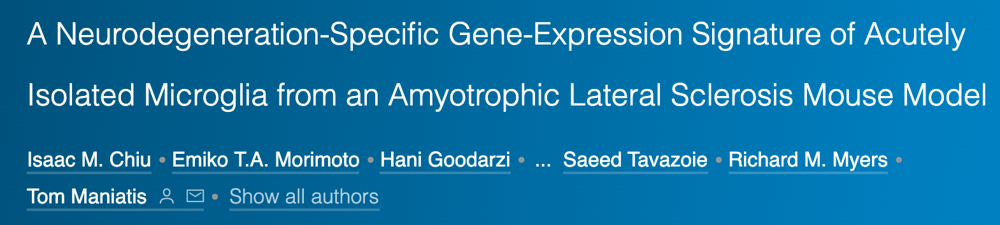 A Neurodegeneration-Specific Gene-Expression Signature of Acutely
Isolated Microglia from an Amyotrophic Lateral Sclerosis Mouse Model
Isaac M. Chiu • Emiko T.A. Morimoto • Hani Goodarzi • ... Saeed Tavazoie • Richard M. Myers •
Tom Maniatis • Show all authors